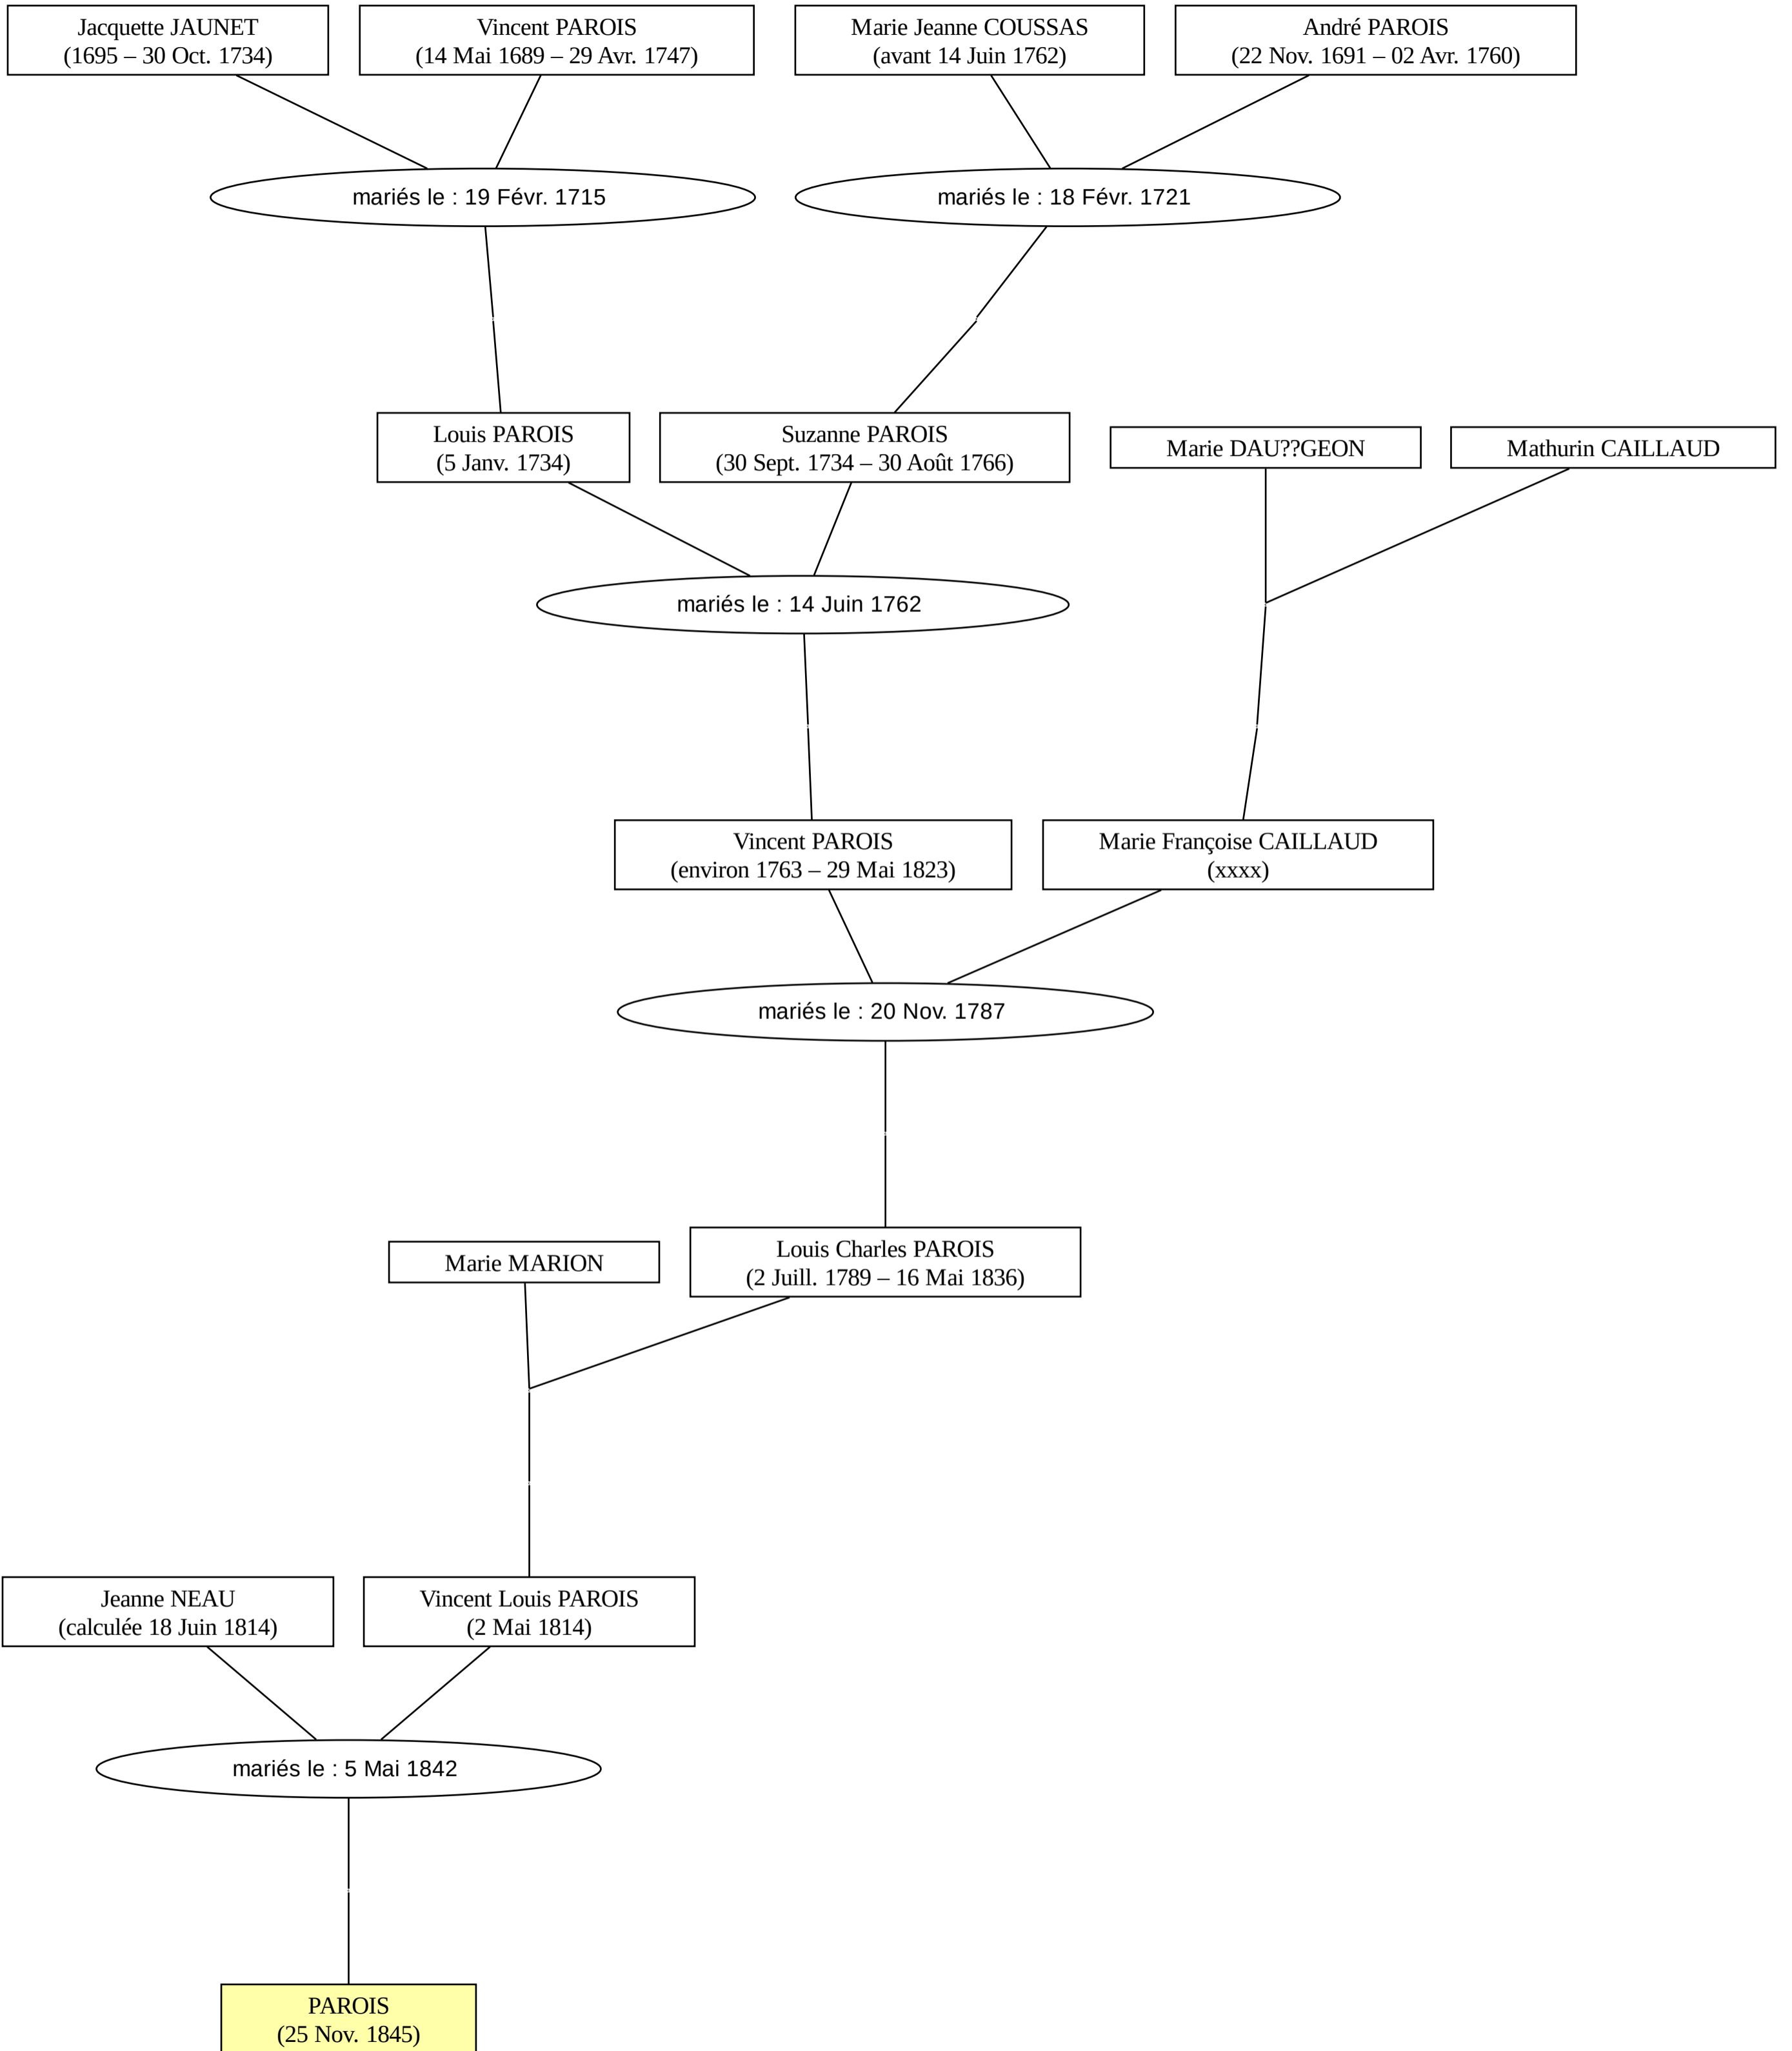 Jacquette JAUNET
(1695 – 30 Oct. 1734)
Vincent PAROIS
(14 Mai 1689 – 29 Avr. 1747)
Marie Jeanne COUSSAS
(avant 14 Juin 1762)
André PAROIS
(22 Nov. 1691 – 02 Avr. 1760)
mariés le : 19 Févr. 1715
mariés le : 18 Févr. 1721
Louis PAROIS
(5 Janv. 1734)
Suzanne PAROIS
(30 Sept. 1734 – 30 Août 1766)
Marie DAU??GEON
Mathurin CAILLAUD
mariés le : 14 Juin 1762
Vincent PAROIS
(environ 1763 – 29 Mai 1823)
Marie Françoise CAILLAUD
(xxxx)
mariés le : 20 Nov. 1787
Marie MARION
Louis Charles PAROIS
(2 Juill. 1789 – 16 Mai 1836)
Jeanne NEAU
(calculée 18 Juin 1814)
Vincent Louis PAROIS
(2 Mai 1814)
mariés le : 5 Mai 1842
PAROIS
(25 Nov. 1845)